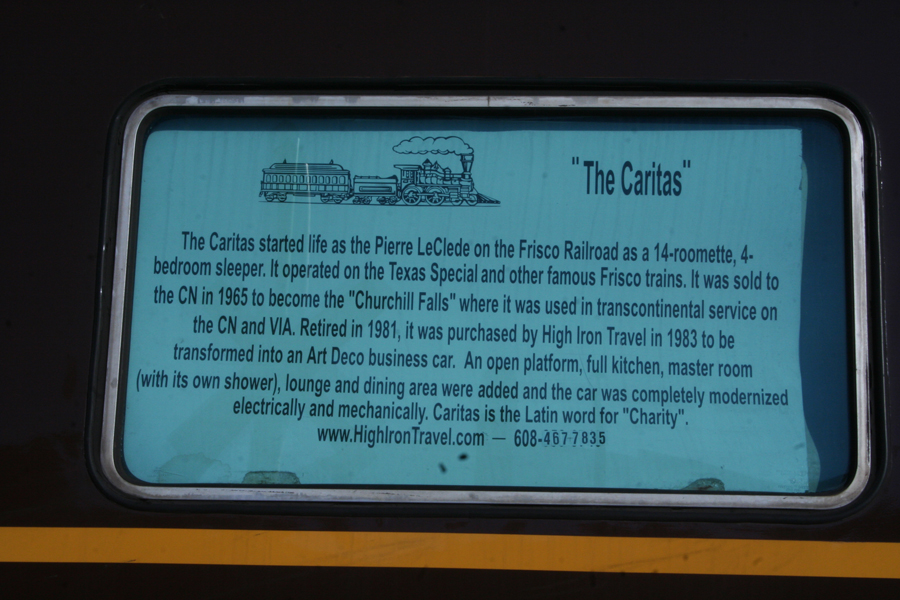 "The Caritas"
The Caritas started life as the Pierre LeClede on the Frisco Railroad as a 14-roomette, 4-
bedroom sleeper. It operated on the Texas Special and other famous Frisco trains. It was sold to
the CN in 1965 to become the "Churchill Falls" where it was used in transcontinental service on
the CN and VIA. Retired in 1981, it was purchased by High Iron Travel in 1983 to be
transformed into an Art Deco business car. An open platform, full kitchen, master room
(with its own shower), lounge and dining area were added and the car was completely modernized
electrically and mechanically. Caritas is the Latin word for "Charity".
www.HighIronTravel.com — 608-467 7835